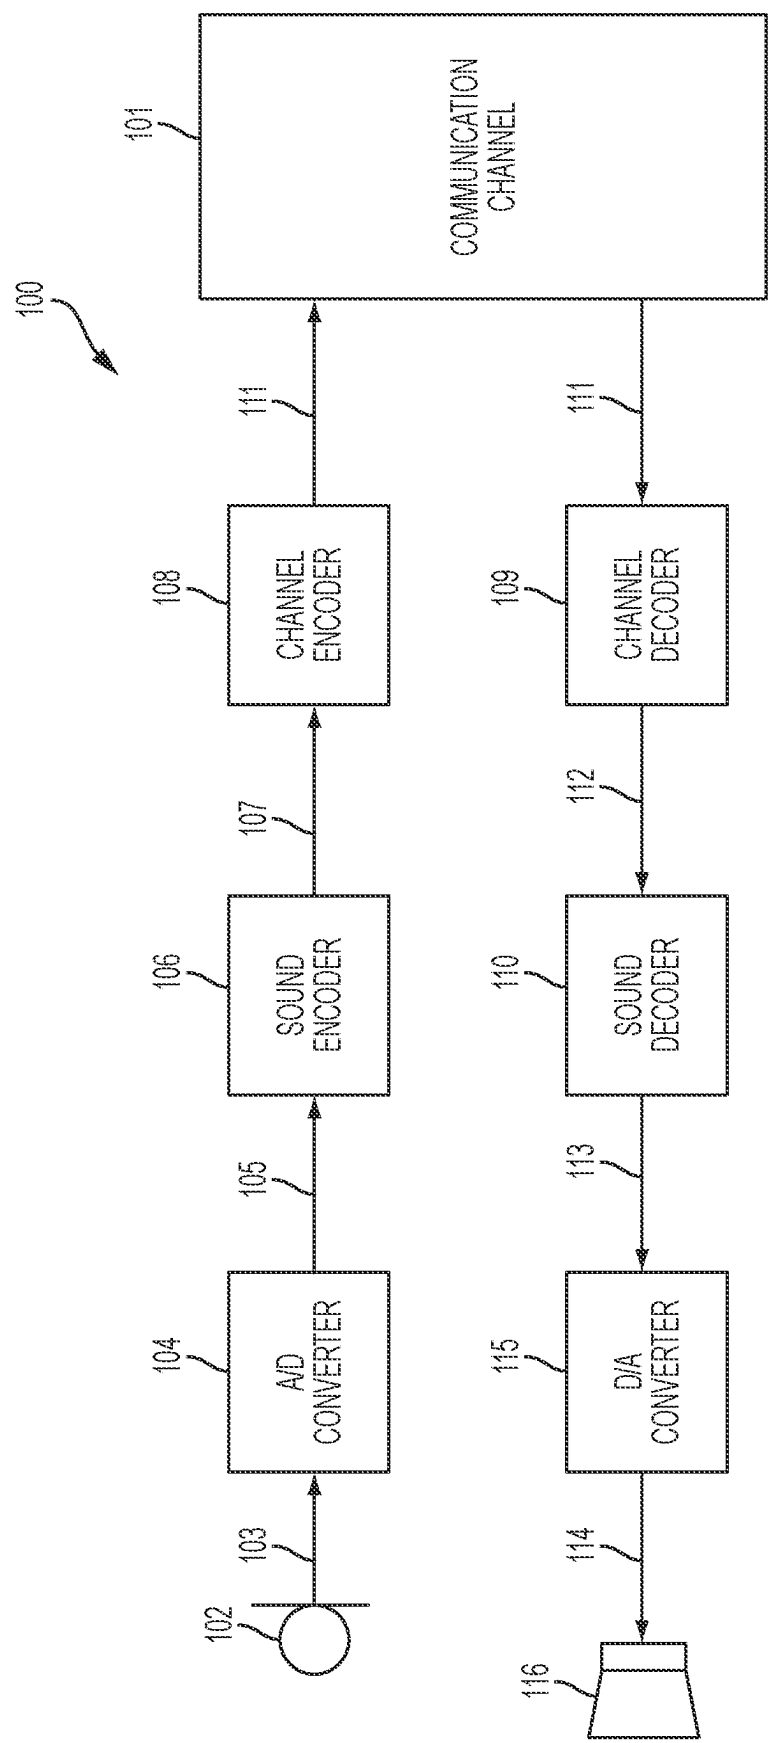 100
102
103
104
A/D
CONVERTER
105
106
SOUND
ENCODER
107
108
CHANNEL
ENCODER
111
101
COMMUNICATION
CHANNEL
116
114
115
D/A
CONVERTER
113
110
SOUND
DECODER
112
109
CHANNEL
DECODER
111